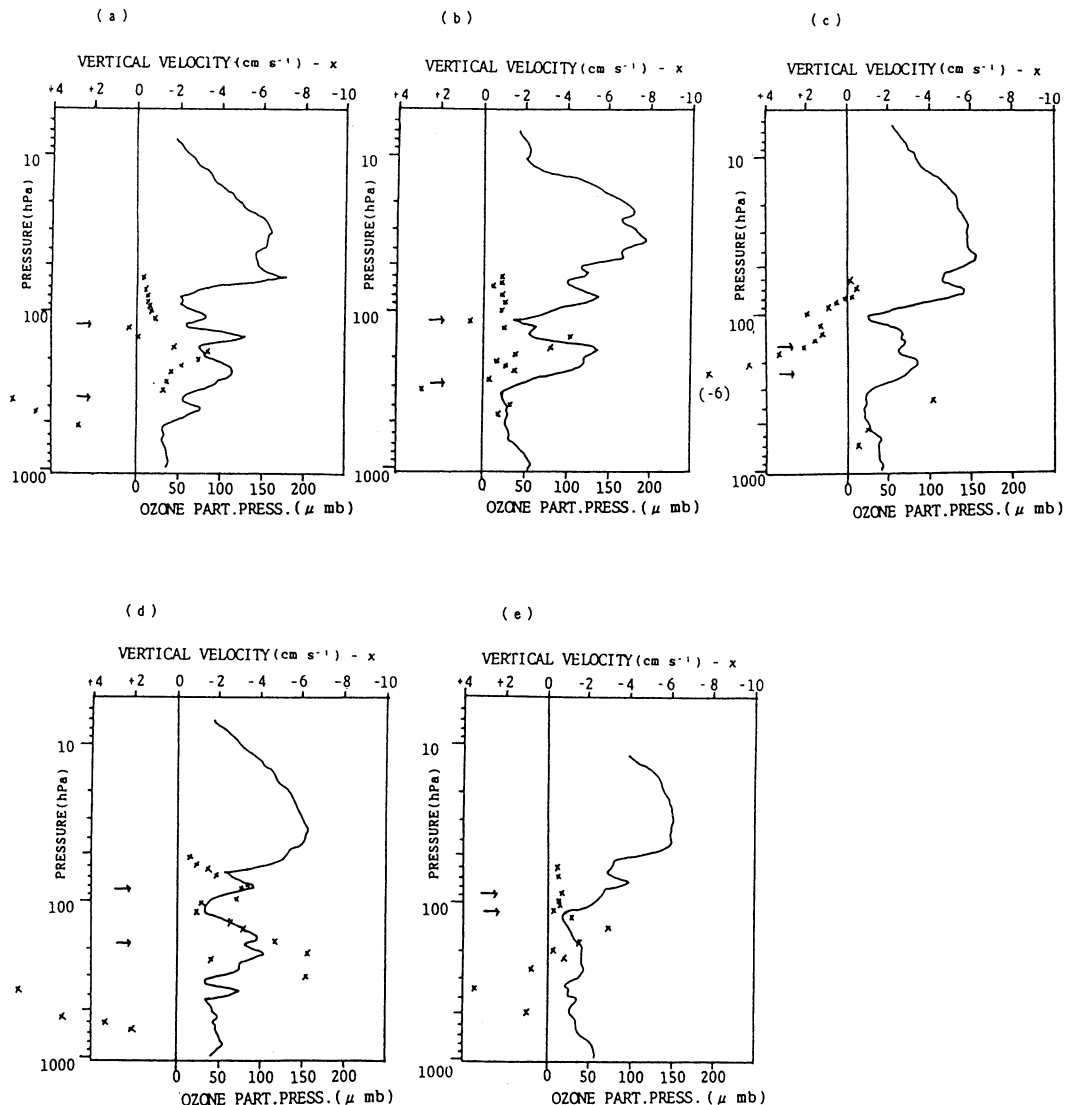 (a)
VERTICAL VELOCITY(cm s⁻¹) - x
+4 +2 0 -2 -4 -6 -8 -10
PRESSURE(hPa)
10
100
1000
0 50 100 150 200 250
OZONE PART.PRESS.(μ mb)
(b)
VERTICAL VELOCITY(cm s⁻¹) - x
+4 +2 0 -2 -4 -6 -8 -10
PRESSURE(hPa)
10
100
1000
0 50 100 150 200 250
OZONE PART.PRESS.(μ mb)
(c)
VERTICAL VELOCITY(cm s⁻¹) - x
+4 +2 0 -2 -4 -6 -8 -10
PRESSURE(hPa)
10
100
(-6)
1000
0 50 100 150 200 250
OZONE PART.PRESS.(μ mb)
(d)
VERTICAL VELOCITY(cm s⁻¹) - x
+4 +2 0 -2 -4 -6 -8 -10
PRESSURE(hPa)
10
100
1000
0 50 100 150 200 250
OZONE PART.PRESS.(μ mb)
(e)
VERTICAL VELOCITY(cm s⁻¹) - x
+4 +2 0 -2 -4 -6 -8 -10
PRESSURE(hPa)
10
100
1000
0 50 100 150 200
OZONE PART.PRESS.(μ mb)